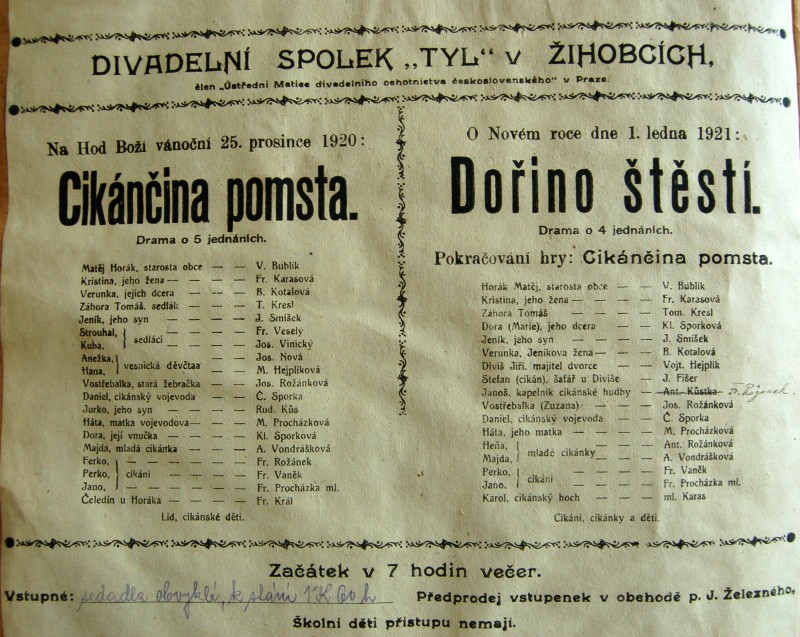 DIVADELNÍ SPOLEK „TYL“ v ŽIHOBCÍCH,
člen „Ústřední Matice divadelního ochotnictva československého“ v Praze.
Na Hod Boží vánoční 25. prosince 1920:
Cikánčina pomsta.
Drama o 5 jednáních.
Matěj Horák, starosta obce — — V. Bublík
Kristina, jeho žena — — — — Fr. Karasová
Verunka, jejich dcera — — — B. Kotalová
Záhora Tomáš, sedlák — — — T. Kresl
Jeník, jeho syn — — — — J. Smíšek
Strouhal, } sedláci — — — — Fr. Vesely
Kuba, Jos. Vinický
Anežka, } vesnická děvčtaa — — Jos. Nová
Hana, M. Hejplíková
Vostřebalka, stará žebračka — Jos. Rožánková
Daniel, cikánský vojevoda — — Č. Sporka
Jurko, jeho syn — — — — Rud. Kůs
Háta, matka vojevodova — — — M. Procházková
Dora, její vnučka — — — — Kl. Sporková
Majda, mladá cikánka — — — A. Vondrášková
Ferko, — — — — Fr. Rožánek
Perko, } cikáni — — — — Fr. Vaněk
Jano, — — — — Fr. Procházka ml.
Čeledín u Horáka — — — — Fr. Král
Lid, cikánské děti.
O Novém roce dne 1. ledna 1921:
Dořino štěstí.
Drama o 4 jednáních.
Pokračování hry: Cikánčina pomsta.
Horák Matěj, starosta obce — — V. Bublík
Kristina, jeho žena — — — — Fr. Karasová
Záhora Tomáš — — — — Tom. Kresl
Dora (Marie), jeho dcera — — Kl. Sporková
Jeník, jeho syn — — — — J. Smíšek
Verunka, Jeníkova žena — — — B. Kotalová
Diviš Jiří, majitel dvorce — — Vojt. Hejplík
Štefan (cikán), šafář u Diviše — J. Fišer
Janoš, kapelník cikánské hudby — Ant. Kůstka
Vostřebalka (Zuzana) — — — Jos. Rožánková
Daniel, cikánský vojevoda — — Č. Sporka
Háta, jeho matka — — — — M. Procházková
Heňa, } mladé cikánky — — — Ant. Rožánková
Majda, A. Vondrášková
Perko, } cikáni — — — — Fr. Vaněk
Jano, Fr. Procházka ml.
Karol, cikánský hoch — — — ml. Karas
Cikáni, cikánky a děti.
Začátek v 7 hodin večer.
Vstupné: sedadla obvyklé, k stání 1K 60 h
Předprodej vstupenek v obchodě p. J. Železného.
Školní děti přístupu nemají.